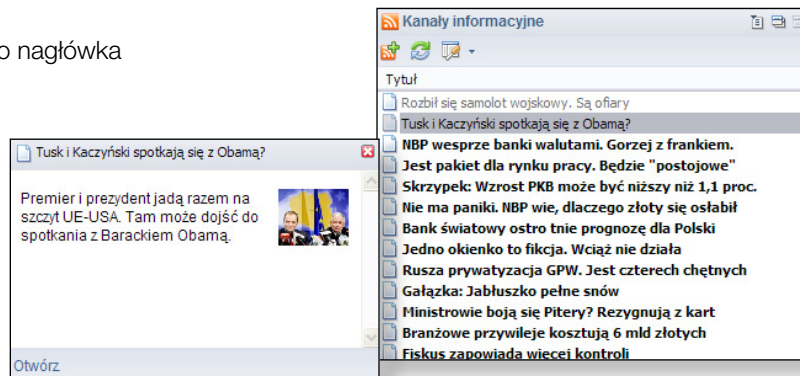 o nagłówka
Kanały informacyjne
Tytuł
Rozbił się samolot wojskowy. Są ofiary
Tusk i Kaczyński spotkają się z Obamą?
NBP wesprze banki walutami. Gorzej z frankiem.
Jest pakiet dla rynku pracy. Będzie "postojowe"
Skrzypek: Wzrost PKB może być niższy niż 1,1 proc.
Nie ma paniki. NBP wie, dlaczego złoty się osłabił
Bank światowy ostro tnie prognozę dla Polski
Jedno okienko to fikcja. Wciąż nie działa
Rusza prywatyzacja GPW. Jest czterech chętnych
Gałązka: Jabłuszko pełne snów
Ministrowie boją się Pitery? Rezygnują z kart
Branżowe przywileje kosztują 6 mld złotych
Fiskus zapowiada więcej kontroli
Tusk i Kaczyński spotkają się z Obamą?
Premier i prezydent jadą razem na
szczyt UE-USA. Tam może dojść do
spotkania z Barackiem Obamą.
Otwórz